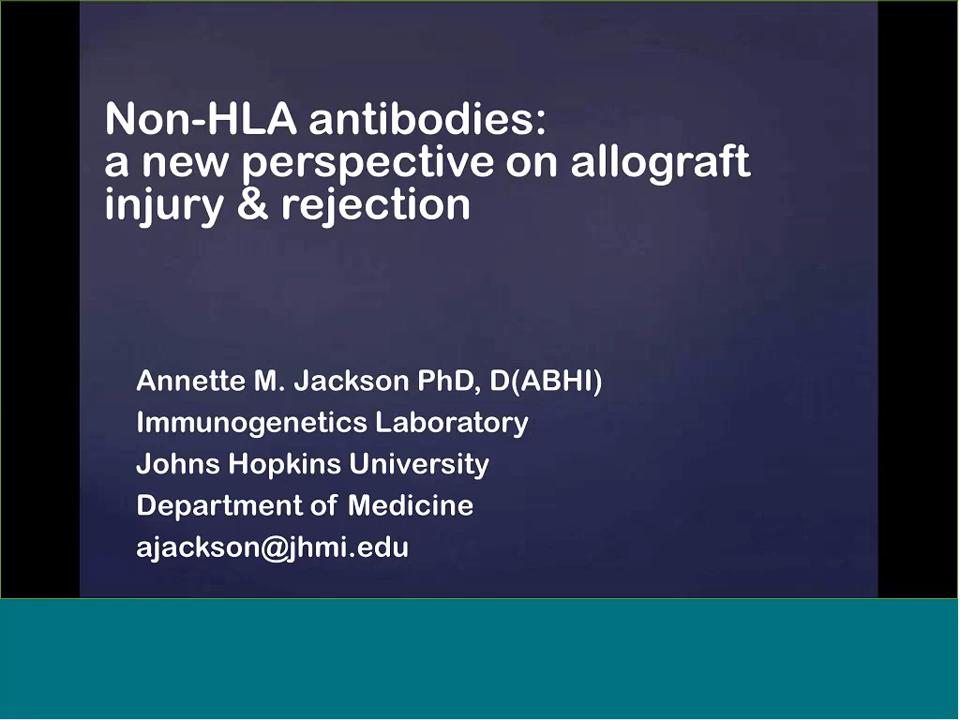 Non-HLA antibodies:
a new perspective on allograft
injury & rejection
Annette M. Jackson PhD, D(ABHI)
Immunogenetics Laboratory
Johns Hopkins University
Department of Medicine
ajackson@jhmi.edu